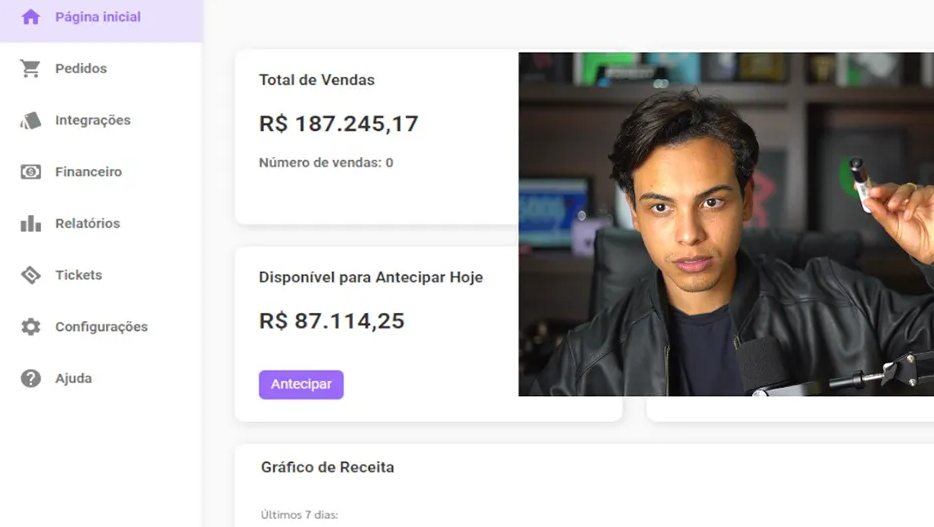 Página inicial
Pedidos
Integrações
Financeiro
Relatórios
Tickets
Configurações
Ajuda
Total de Vendas
R$ 187.245,17
Número de vendas: 0
Disponível para Antecipar Hoje
R$ 87.114,25
Antecipar
Gráfico de Receita
Últimos 7 dias: